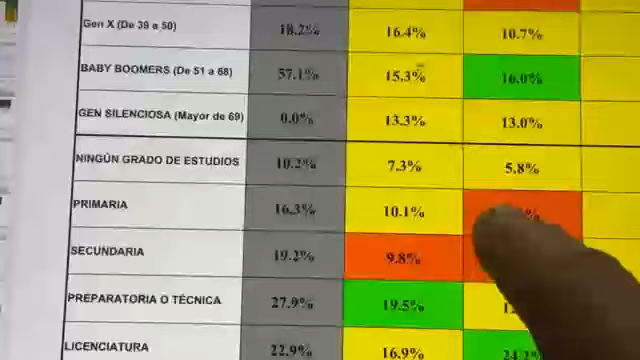 Gen X (De 39 a 50) 18.2% 16.4% 10.7%
BABY BOOMERS (De 51 a 68) 57.1% 15.3% 16.0%
GEN SILENCIOSA (Mayor de 69) 0.0% 13.3% 13.0%
NINGÚN GRADO DE ESTUDIOS 10.2% 7.3% 5.8%
PRIMARIA 16.3% 10.1%
SECUNDARIA 19.2% 9.8%
PREPARATORIA O TÉCNICA 27.9% 19.5%
LICENCIATURA 22.9% 16.9% 24.2%